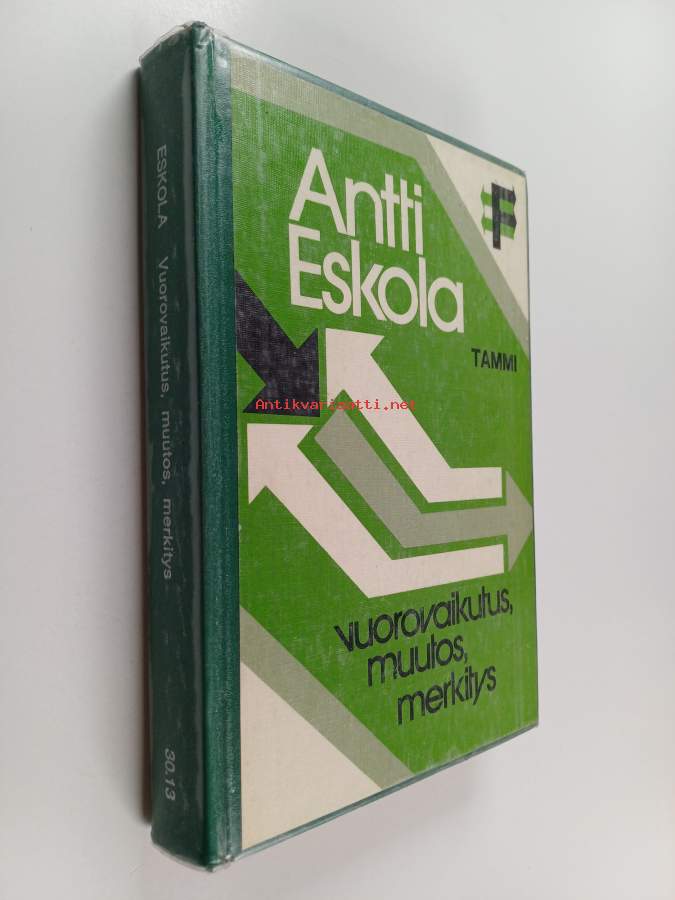 ESKOLA Vuorovaikutus, muutos, merkitys 30.13
Antti
Eskola
F
TAMMI
Antikvariaatti.net
vuorovaikutus,
muutos,
merkitys